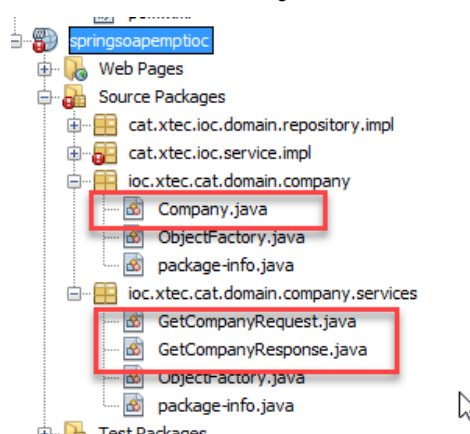 springsoapemptioc
Web Pages
Source Packages
cat.xtec.ioc.domain.repository.impl
cat.xtec.ioc.service.impl
ioc.xtec.cat.domain.company
Company.java
ObjectFactory.java
package-info.java
ioc.xtec.cat.domain.company.services
GetCompanyRequest.java
GetCompanyResponse.java
ObjectFactory.java
package-info.java
Test Packages